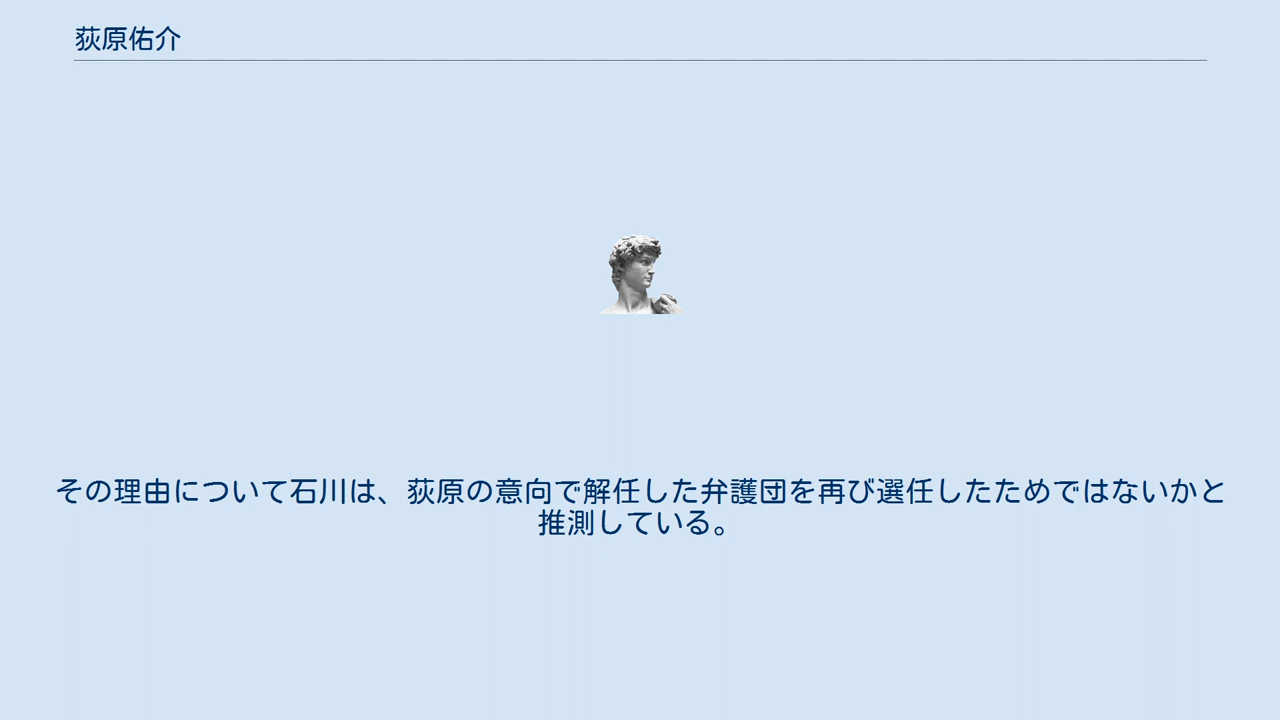 荻原佑介
その理由について石川は、荻原の意向で解任した弁護団を再び選任したためではないかと
推測している。